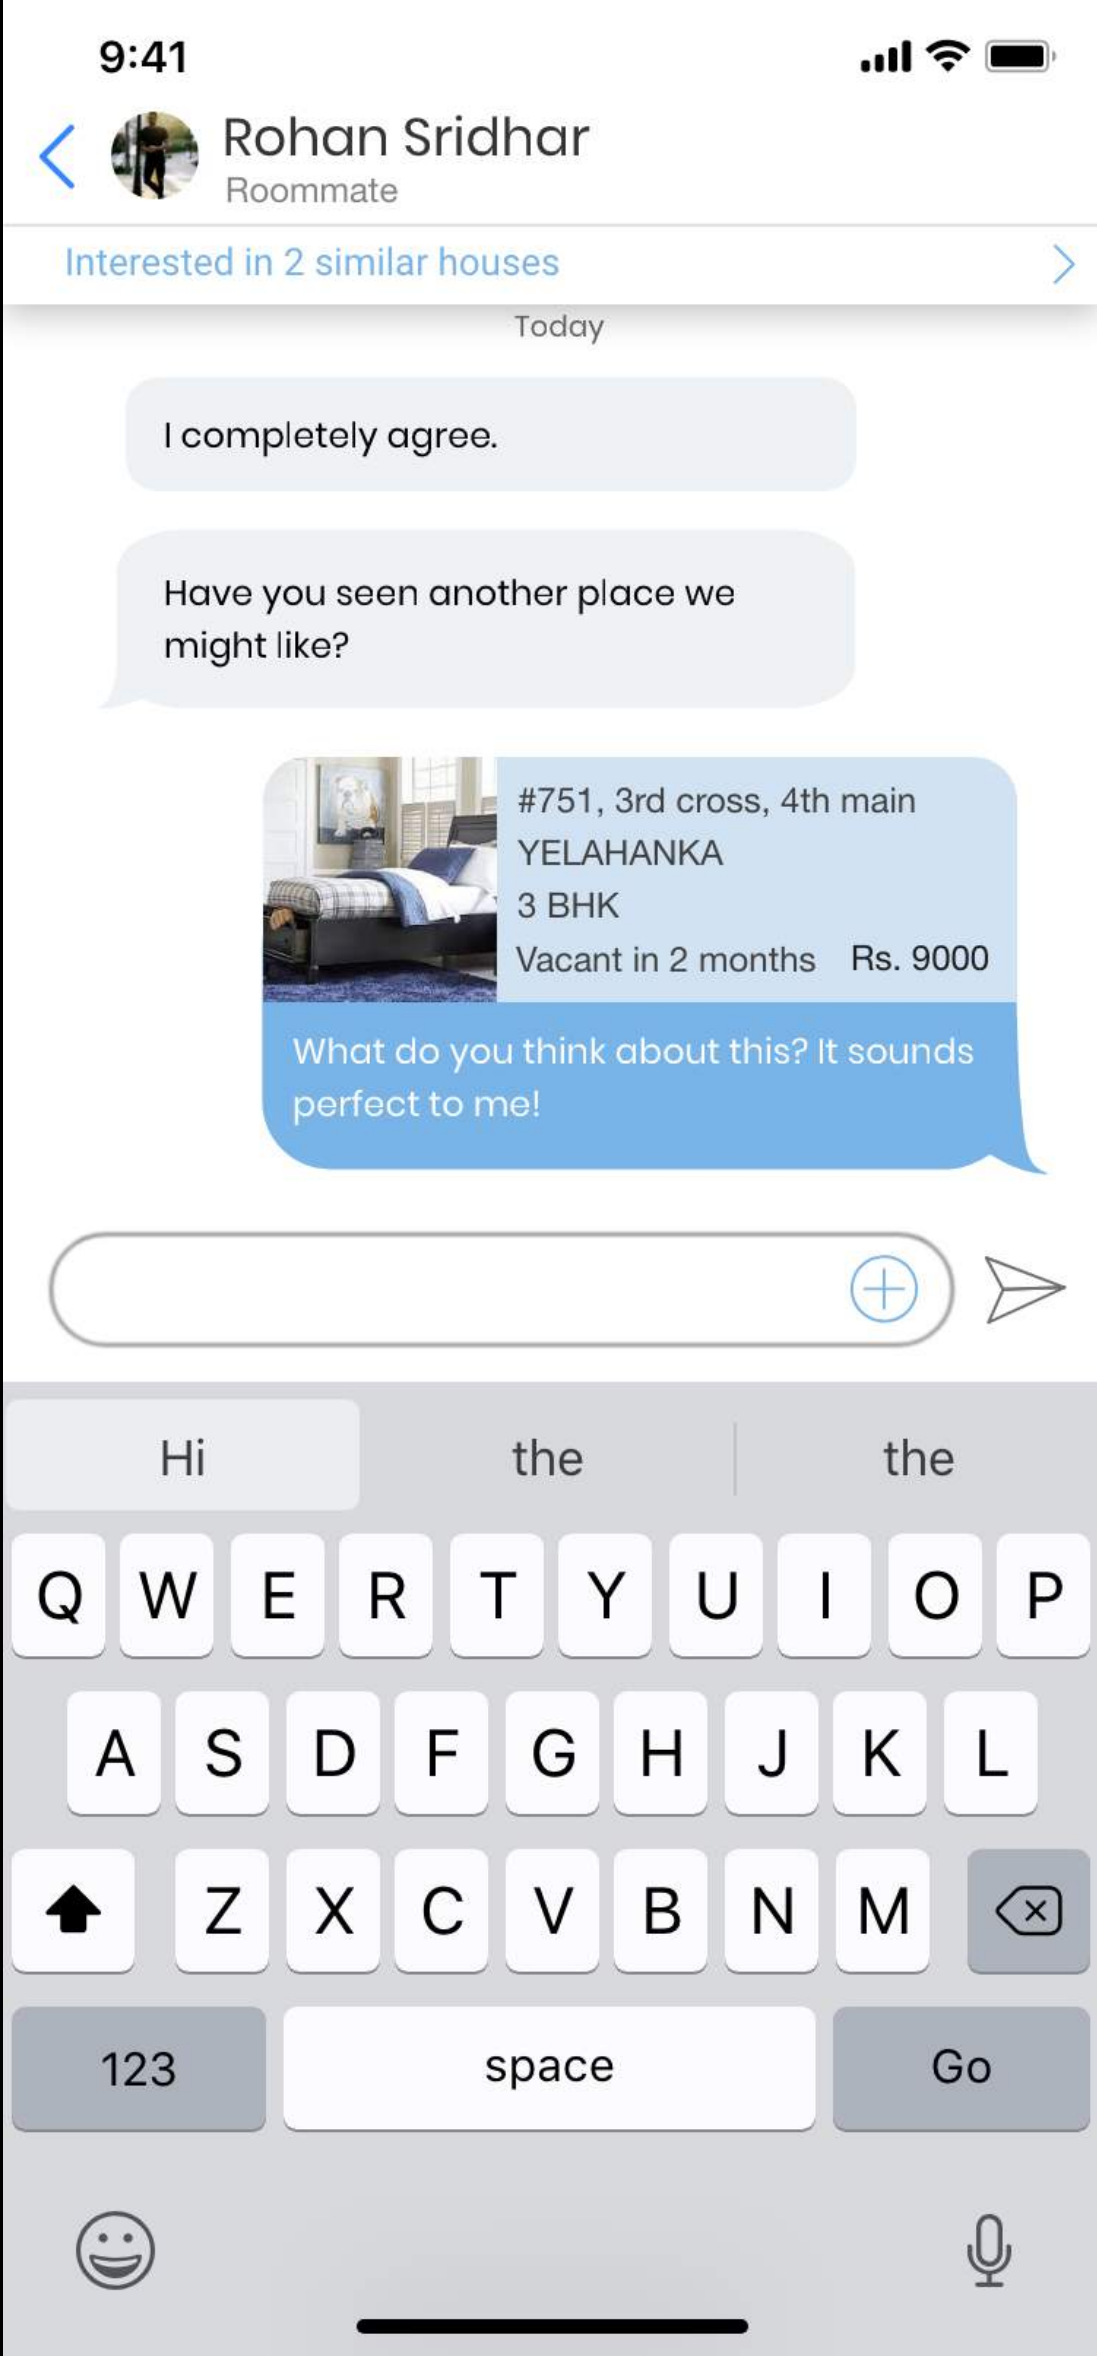 9:41
Rohan Sridhar
Roommate
Interested in 2 similar houses
Today
I completely agree.
Have you seen another place we
might like?
#751, 3rd cross, 4th main
YELAHANKA
3 BHK
Vacant in 2 months Rs. 9000
What do you think about this? It sounds
perfect to me!
Hi the the
Q W E R T Y U I O P
A S D F G H J K L
Z X C V B N M
123 space Go